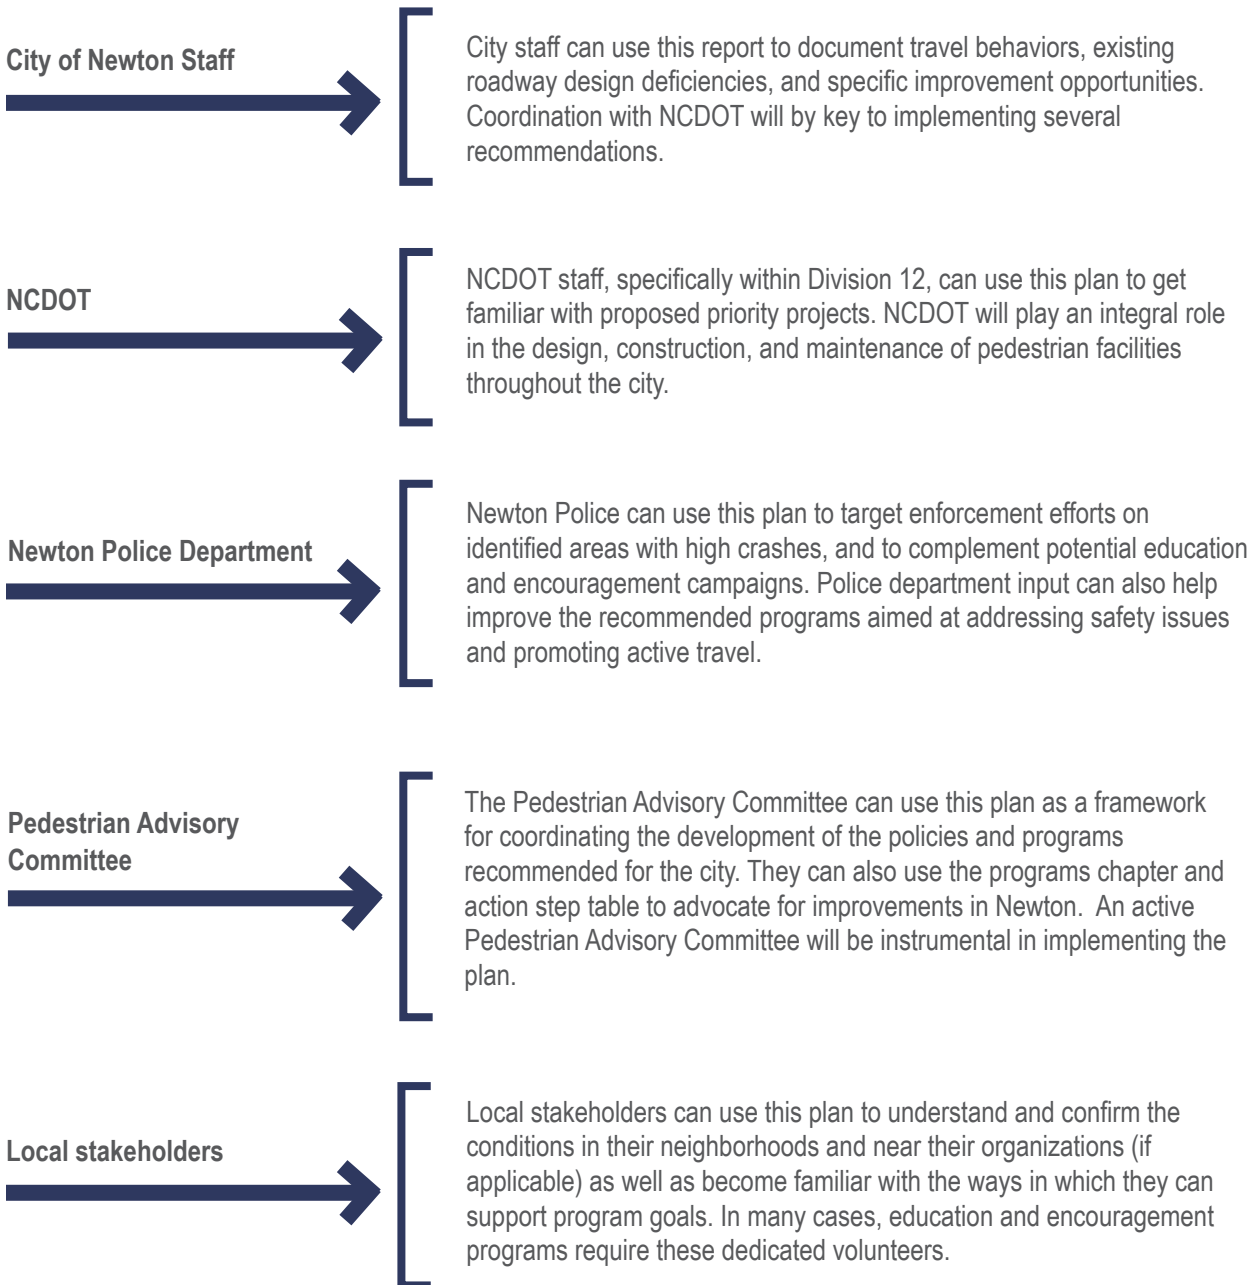 City of Newton Staff
City staff can use this report to document travel behaviors, existing
roadway design deficiencies, and specific improvement opportunities.
Coordination with NCDOT will by key to implementing several
recommendations.
NCDOT
NCDOT staff, specifically within Division 12, can use this plan to get
familiar with proposed priority projects. NCDOT will play an integral role
in the design, construction, and maintenance of pedestrian facilities
throughout the city.
Newton Police Department
Newton Police can use this plan to target enforcement efforts on
identified areas with high crashes, and to complement potential education
and encouragement campaigns. Police department input can also help
improve the recommended programs aimed at addressing safety issues
and promoting active travel.
Pedestrian Advisory
Committee
The Pedestrian Advisory Committee can use this plan as a framework
for coordinating the development of the policies and programs
recommended for the city. They can also use the programs chapter and
action step table to advocate for improvements in Newton.  An active
Pedestrian Advisory Committee will be instrumental in implementing the
plan.
Local stakeholders
Local stakeholders can use this plan to understand and confirm the
conditions in their neighborhoods and near their organizations (if
applicable) as well as become familiar with the ways in which they can
support program goals. In many cases, education and encouragement
programs require these dedicated volunteers.